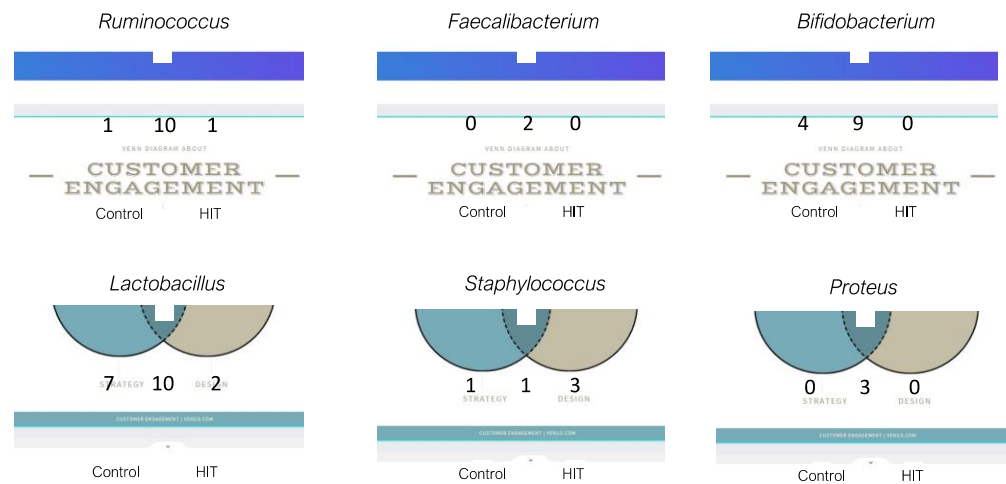 Ruminococcus Faecalibacterium Bifidobacterium
1 10 1 0 2 0 4 9 0
VENN DIAGRAM ABOUT VENN DIAGRAM ABOUT VENN DIAGRAM ABOUT
CUSTOMER CUSTOMER CUSTOMER
ENGAGEMENT ENGAGEMENT ENGAGEMENT
Control HIT Control HIT Control HIT
Lactobacillus Staphylococcus Proteus
7 10 2 1 1 3 0 3 0
STRATEGY DESIGN STRATEGY DESIGN STRATEGY DESIGN
CUSTOMER ENGAGEMENT | VENUS.COM CUSTOMER ENGAGEMENT | VENUS.COM CUSTOMER ENGAGEMENT | VENUS.COM
Control HIT Control HIT Control HIT